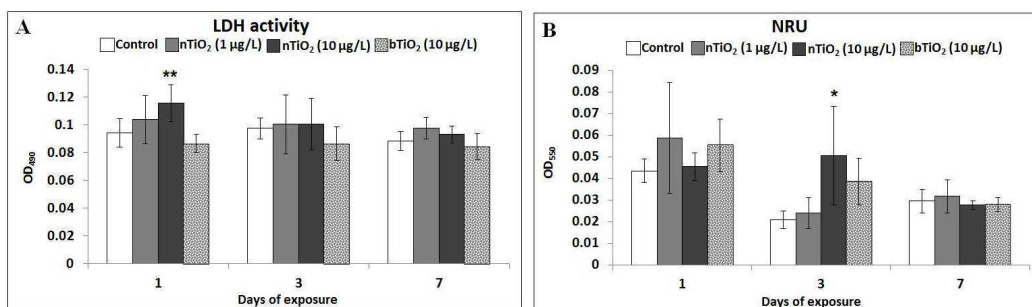 A
LDH activity
Control nTiO₂ (1 µg/L) nTiO₂ (10 µg/L) bTiO₂ (10 µg/L)
0.14
0.12
0.1
0.08
0.06
0.04
0.02
0
OD₄₉₀
**
1 3 7
Days of exposure
B
NRU
Control nTiO₂ (1 µg/L) nTiO₂ (10 µg/L) bTiO₂ (10 µg/L)
0.09
0.08
0.07
0.06
0.05
0.04
0.03
0.02
0.01
0
OD₅₅₀
*
1 3 7
Days of exposure